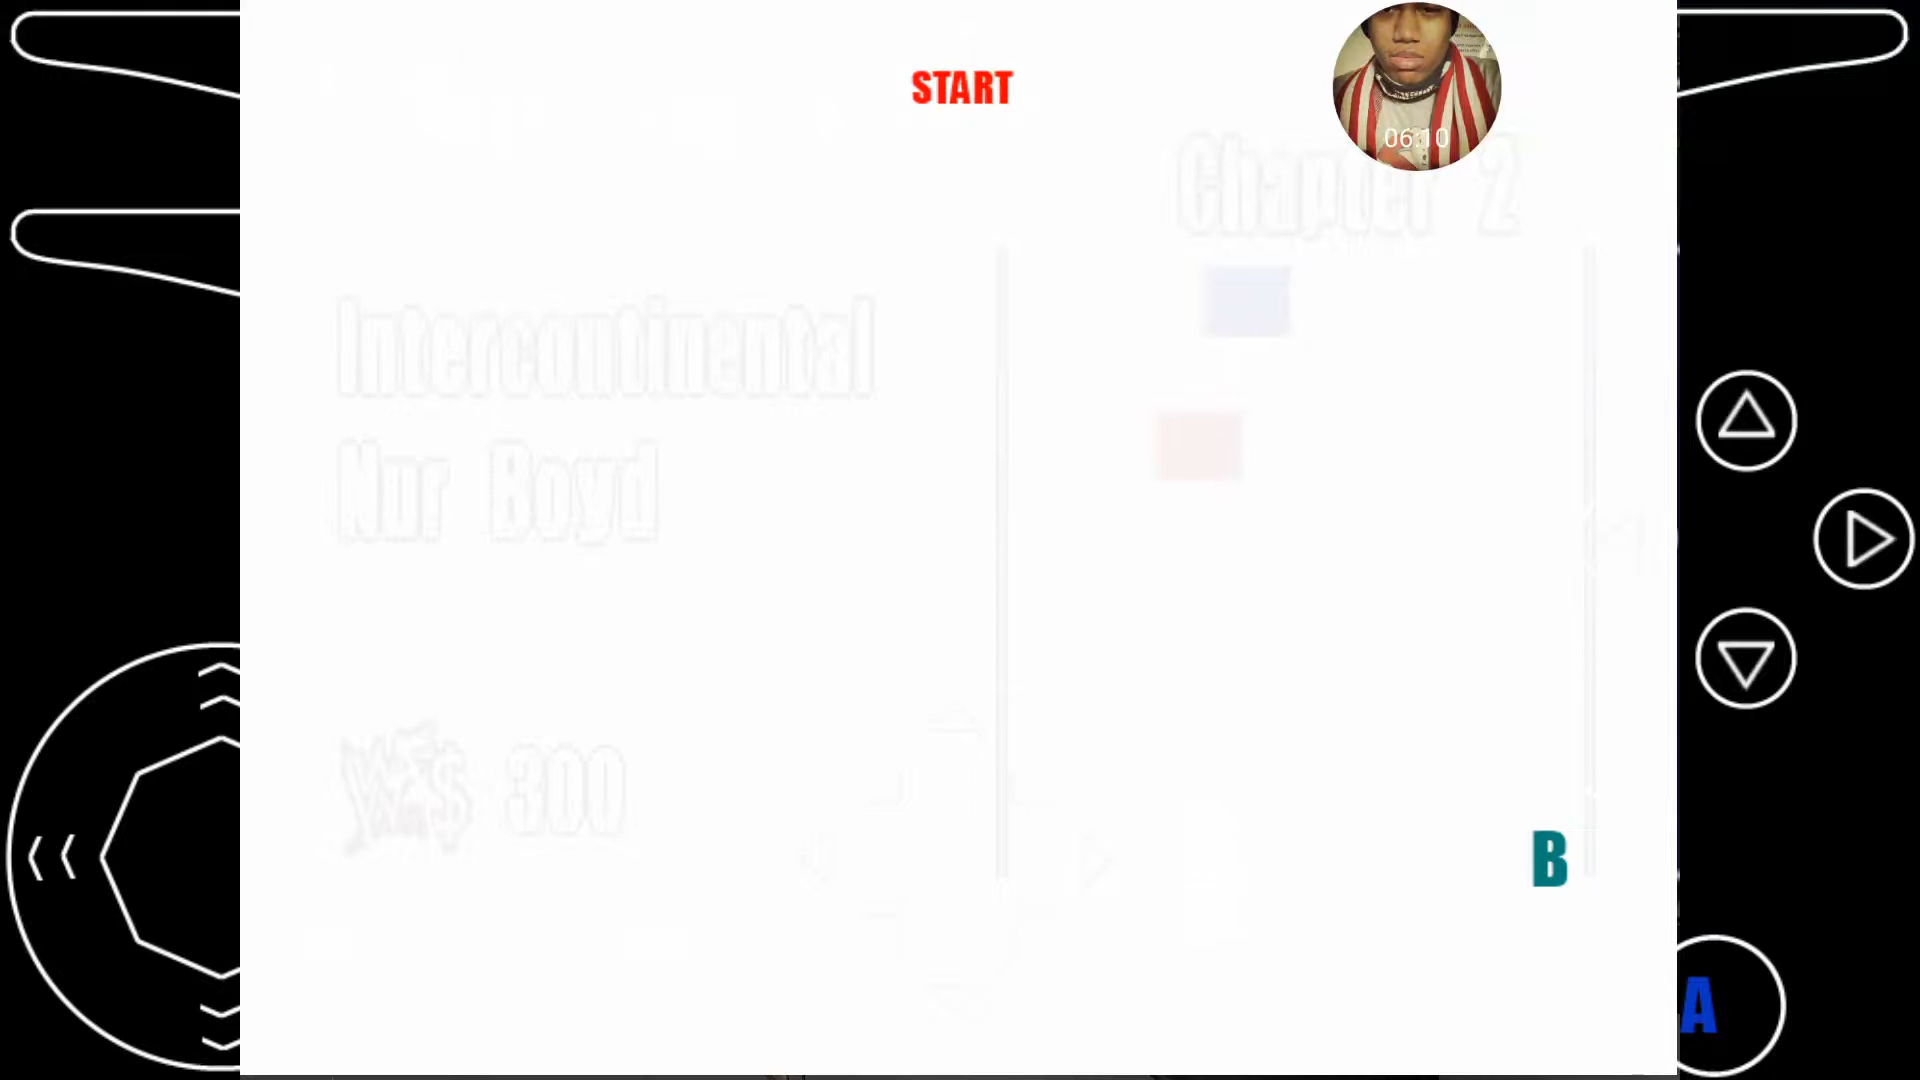 START
06:10
Chapter 2
Intercontinental
Nur Boyd
$ 300
B
A